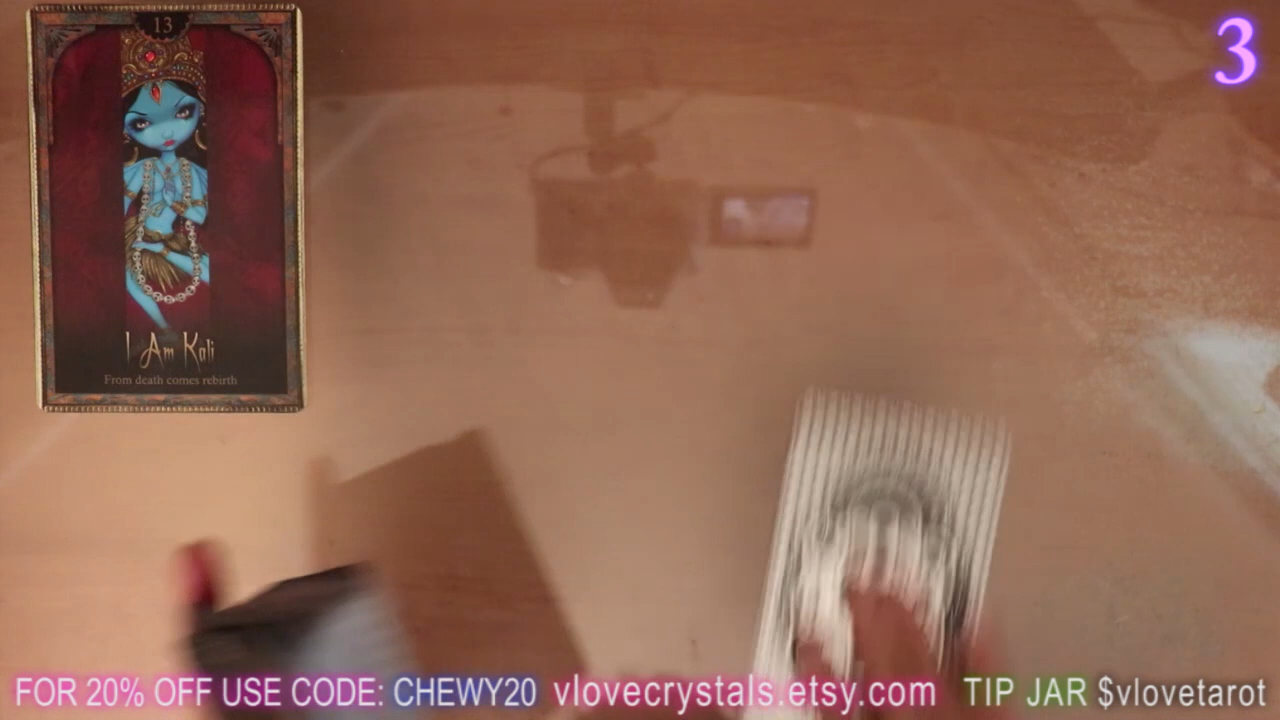 13
3
I Am Kali
From death comes rebirth
FOR 20% OFF USE CODE: CHEWY20 vlovecrystals.etsy.com TIP JAR $vlovetarot